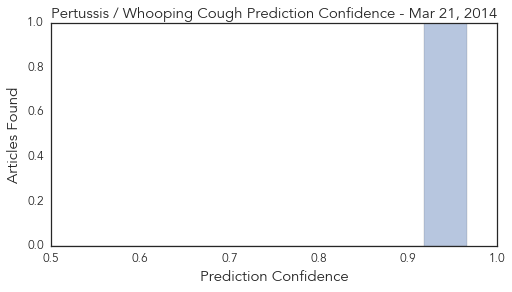 Pertussis / Whooping Cough Prediction Confidence - Mar 21, 2014
1.0
0.8
0.6
0.4
0.2
0.0
Articles Found
0.5 0.6 0.7 0.8 0.9 1.0
Prediction Confidence